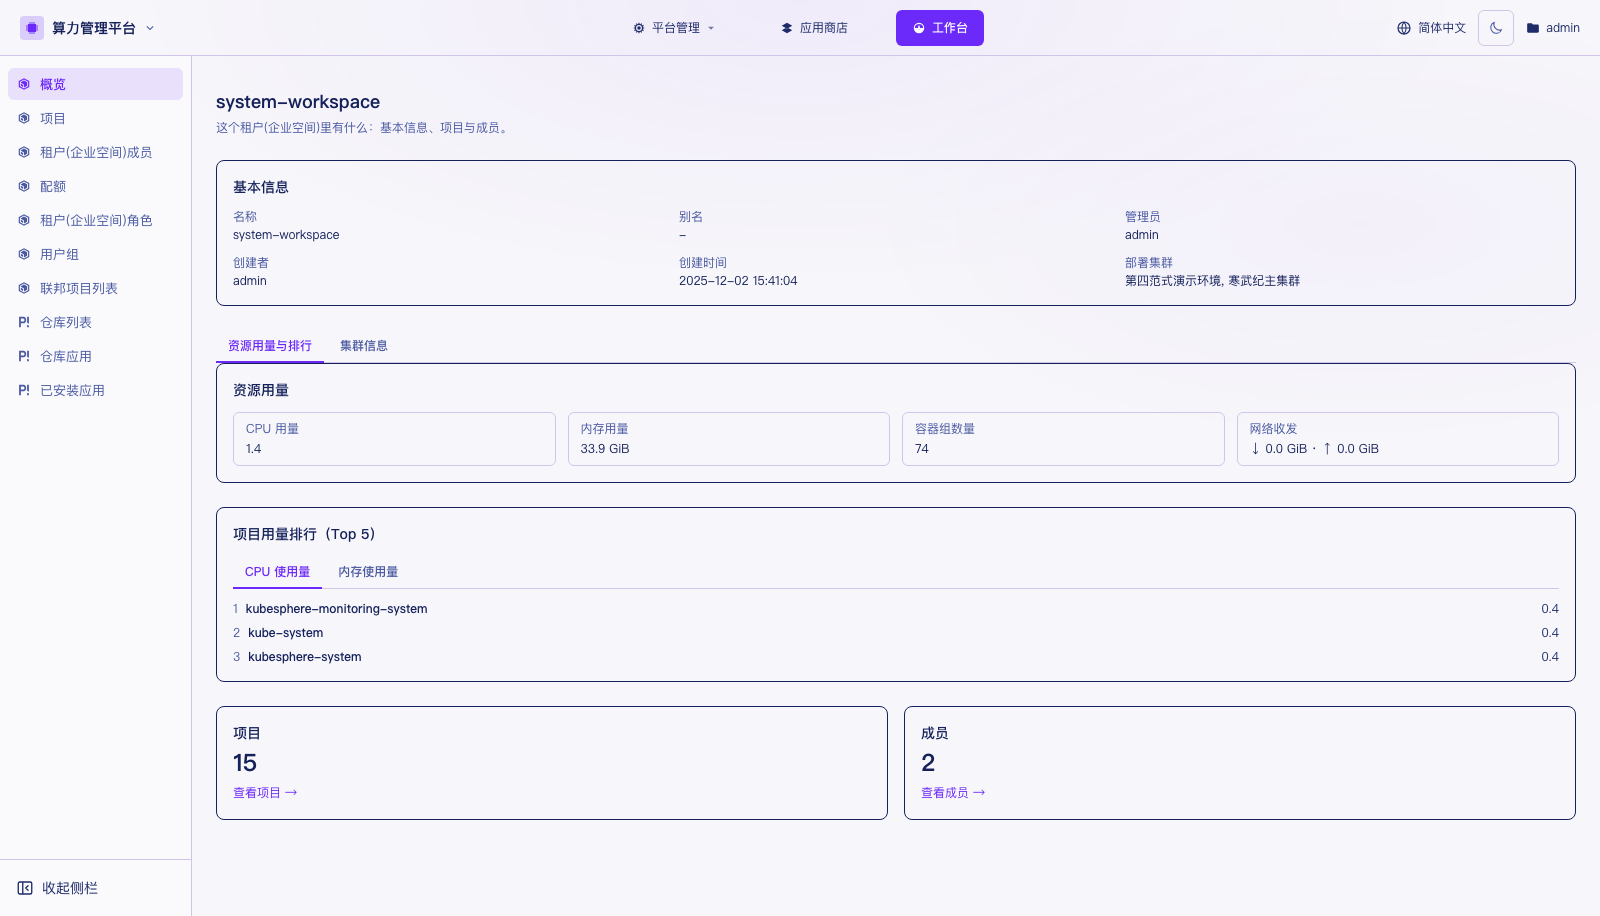 算力管理平台
平台管理
应用商店
工作台
简体中文
admin
概览
项目
租户(企业空间)成员
配额
租户(企业空间)角色
用户组
联邦项目列表
P! 仓库列表
P! 仓库应用
P! 已安装应用
收起侧栏
system-workspace
这个租户(企业空间)里有什么：基本信息、项目与成员。
基本信息
名称
system-workspace
别名
-
管理员
admin
创建者
admin
创建时间
2025-12-02 15:41:04
部署集群
第四范式演示环境, 寒武纪主集群
资源用量与排行
集群信息
资源用量
CPU 用量
1.4
内存用量
33.9 GiB
容器组数量
74
网络收发
↓ 0.0 GiB · ↑ 0.0 GiB
项目用量排行（Top 5）
CPU 使用量
内存使用量
1 kubesphere-monitoring-system 0.4
2 kube-system 0.4
3 kubesphere-system 0.4
项目
15
查看项目 →
成员
2
查看成员 →